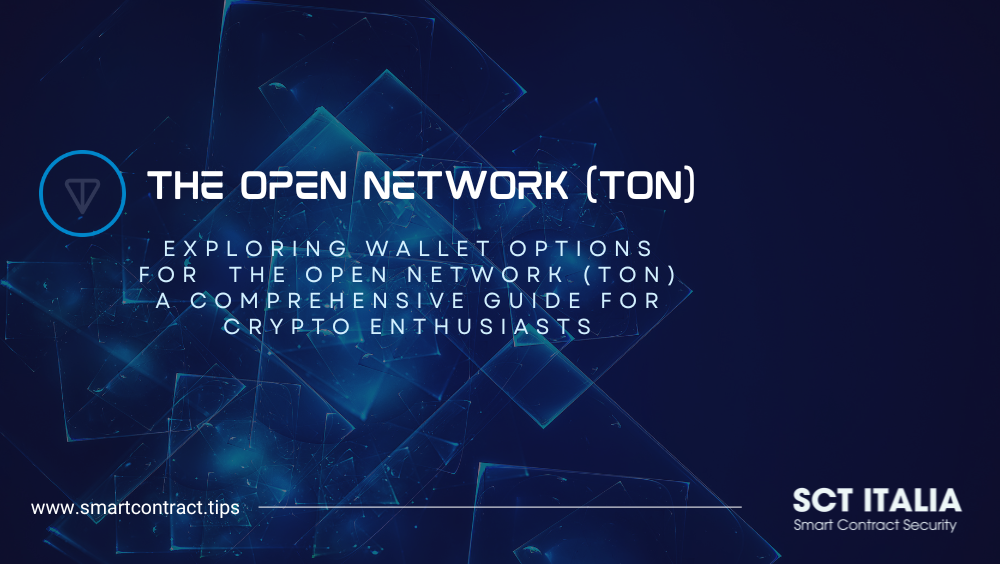 THE OPEN NETWORK (TON)
EXPLORING WALLET OPTIONS
FOR THE OPEN NETWORK (TON)
A COMPREHENSIVE GUIDE FOR
CRYPTO ENTHUSIASTS
www.smartcontract.tips
SCT ITALIA
Smart Contract Security